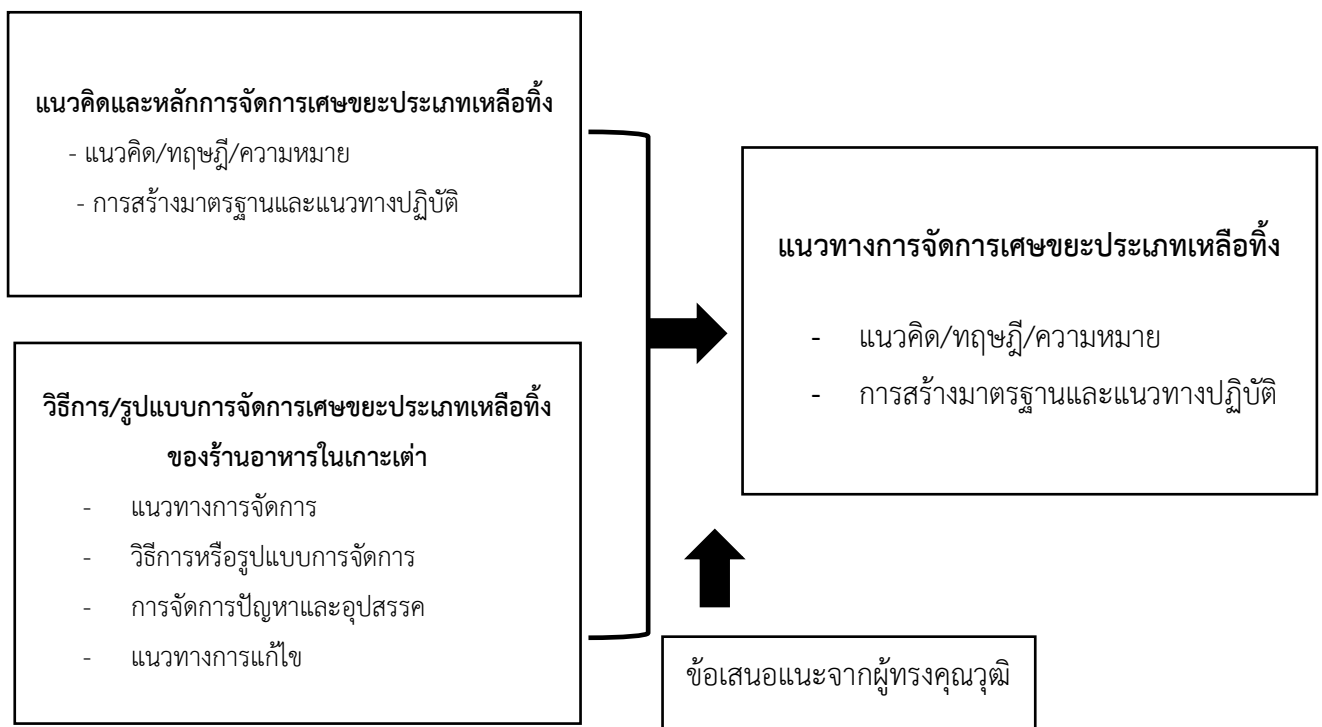 แนวคิดและหลักการจัดการเศษขยะประเภทเหลือทิ้ง
- แนวคิด/ทฤษฎี/ความหมาย
- การสร้างมาตรฐานและแนวทางปฏิบัติ
วิธีการ/รูปแบบการจัดการเศษขยะประเภทเหลือทิ้ง
ของร้านอาหารในเกาะเต่า
- แนวทางการจัดการ
- วิธีการหรือรูปแบบการจัดการ
- การจัดการปัญหาและอุปสรรค
- แนวทางการแก้ไข
แนวทางการจัดการเศษขยะประเภทเหลือทิ้ง
- แนวคิด/ทฤษฎี/ความหมาย
- การสร้างมาตรฐานและแนวทางปฏิบัติ
ข้อเสนอแนะจากผู้ทรงคุณวุฒิ